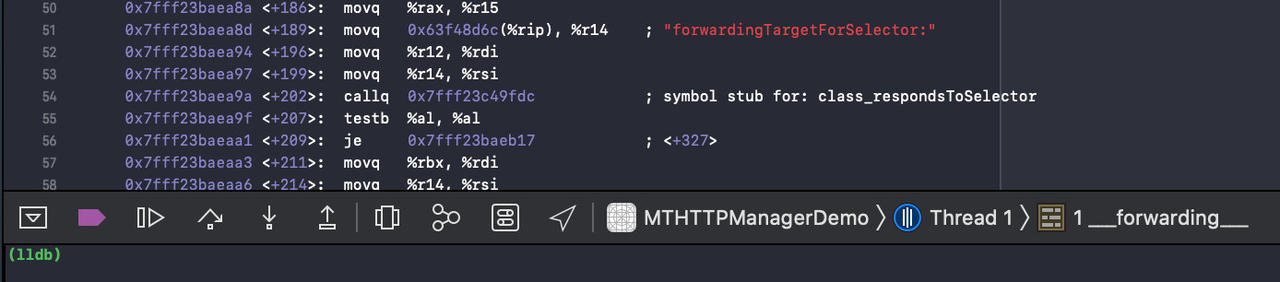 50 0x7fff23baea8a <+186>: movq %rax, %r15
51 0x7fff23baea8d <+189>: movq 0x63f48d6c(%rip), %r14 ; "forwardingTargetForSelector:"
52 0x7fff23baea94 <+196>: movq %r12, %rdi
53 0x7fff23baea97 <+199>: movq %r14, %rsi
54 0x7fff23baea9a <+202>: callq 0x7fff23c49fdc ; symbol stub for: class_respondsToSelector
55 0x7fff23baea9f <+207>: testb %al, %al
56 0x7fff23baeaa1 <+209>: je 0x7fff23baeb17 ; <+327>
57 0x7fff23baeaa3 <+211>: movq %rbx, %rdi
58 0x7fff23baeaa6 <+214>: movq %r14, %rsi
MTHTTPManagerDemo Thread 1 1 ___forwarding___
(lldb)